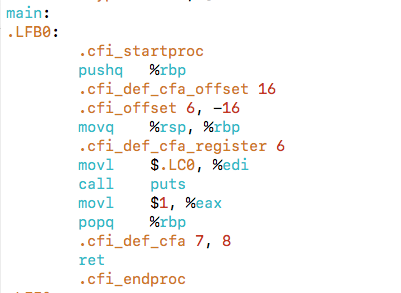 main:
.LFB0:
.cfi_startproc
pushq %rbp
.cfi_def_cfa_offset 16
.cfi_offset 6, -16
movq %rsp, %rbp
.cfi_def_cfa_register 6
movl $.LC0, %edi
call puts
movl $1, %eax
popq %rbp
.cfi_def_cfa 7, 8
ret
.cfi_endproc